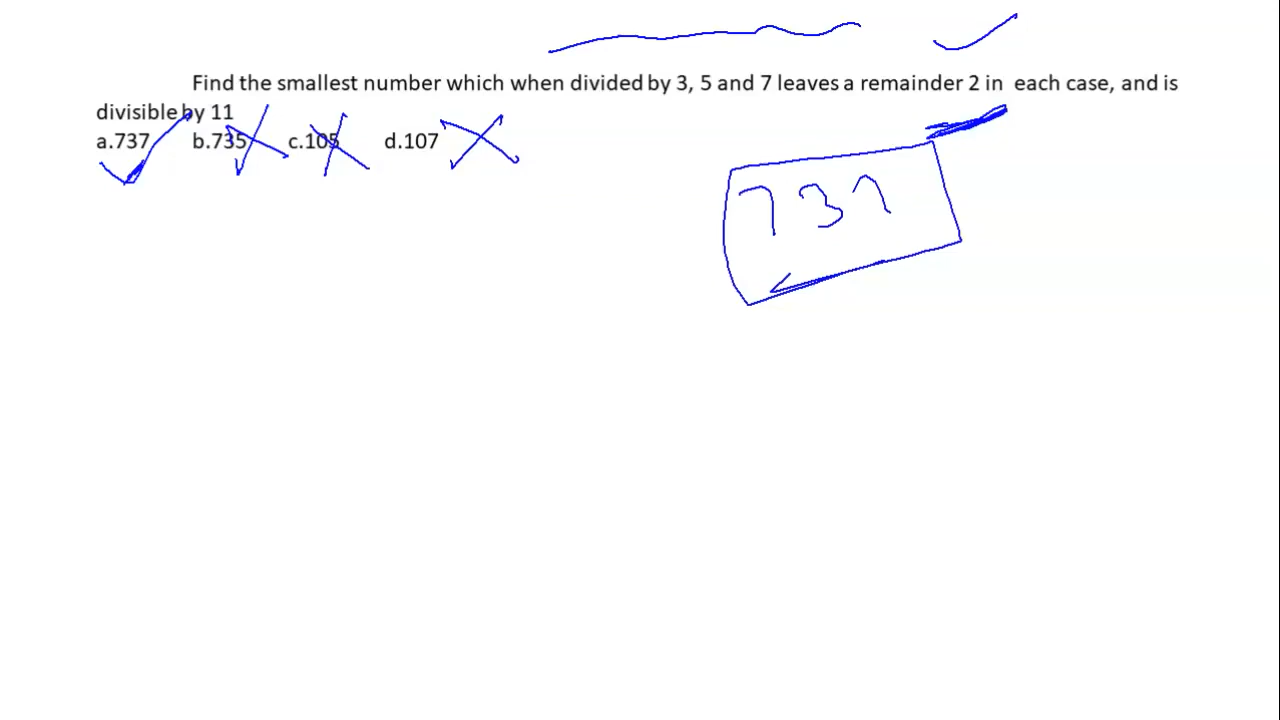 Find the smallest number which when divided by 3, 5 and 7 leaves a remainder 2 in each case, and is
divisible by 11
a.737 b.735 c.105 d.107
737